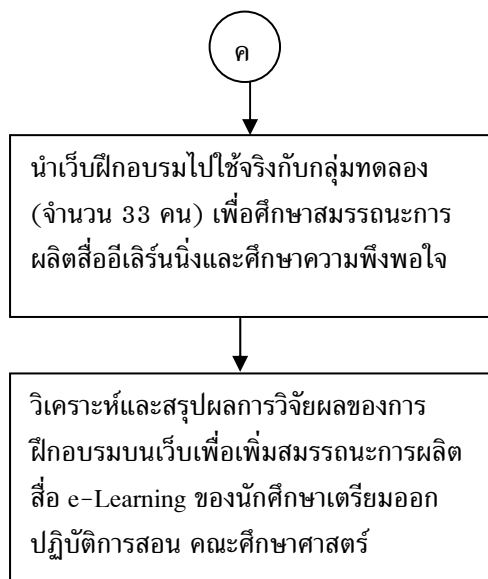 ค
นำเว็บฝึกอบรมไปใช้จริงกับกลุ่มทดลอง
(จำนวน 33 คน) เพื่อศึกษาสมรรถนะการ
ผลิตสื่ออีเลิร์นนิ่งและศึกษาความพึงพอใจ
วิเคราะห์และสรุปผลการวิจัยผลของการ
ฝึกอบรมบนเว็บเพื่อเพิ่มสมรรถนะการผลิต
สื่อ e-Learning ของนักศึกษาเตรียมออก
ปฏิบัติการสอน คณะศึกษาศาสตร์